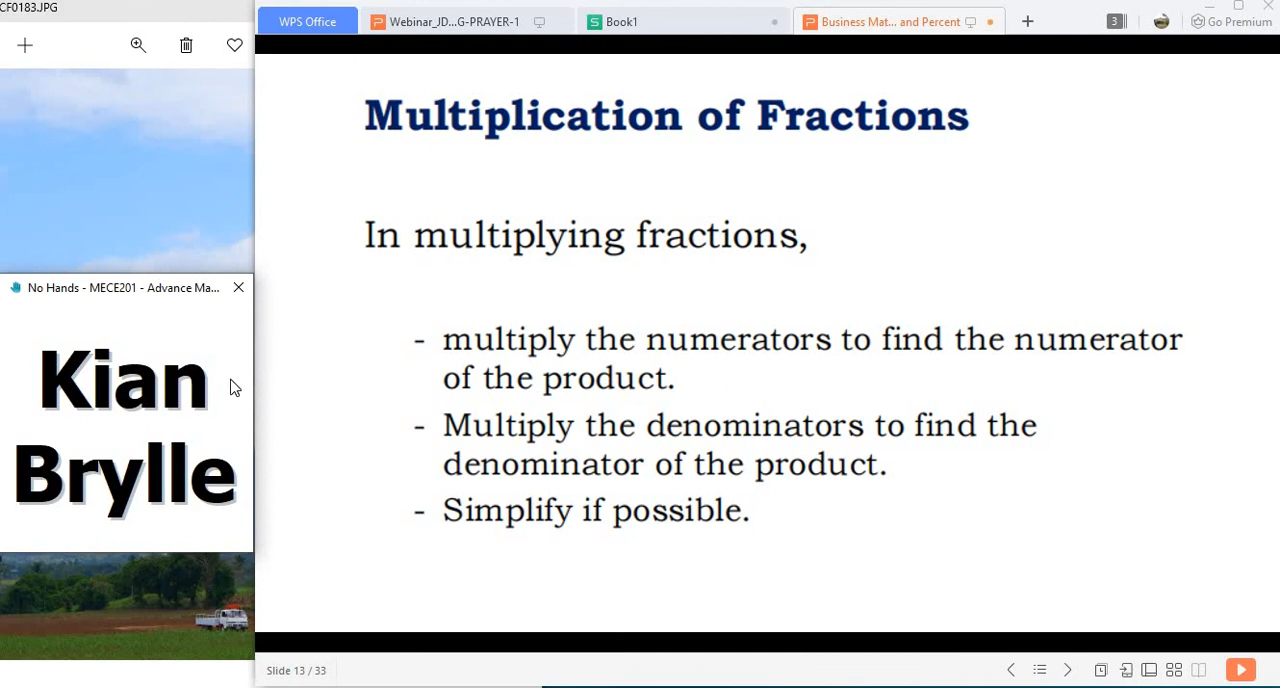 CF0183.JPG
WPS Office
Webinar_JD...G-PRAYER-1
Book1
Business Mat... and Percent
3
Go Premium
Multiplication of Fractions
In multiplying fractions,
- multiply the numerators to find the numerator
of the product.
- Multiply the denominators to find the
denominator of the product.
- Simplify if possible.
No Hands - MECE201 - Advance Ma...
Kian
Brylle
Slide 13 / 33